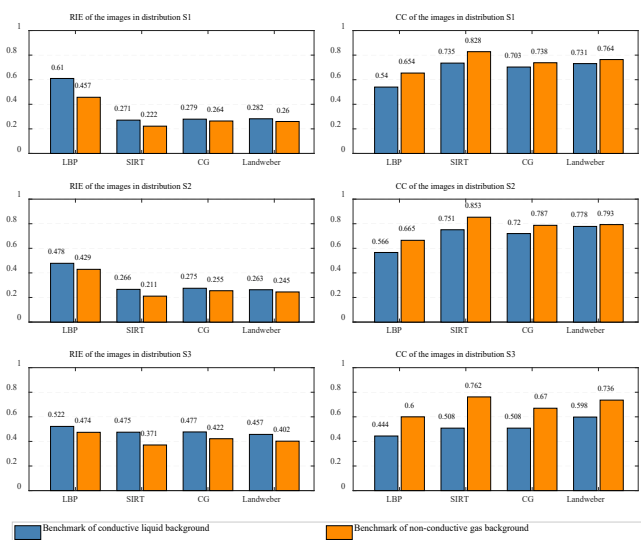 RIE of the images in distribution S1
1
0.8
0.6
0.4
0.2
0
0.61
0.457
0.271
0.222
0.279
0.264
0.282
0.26
LBP
SIRT
CG
Landweber
CC of the images in distribution S1
1
0.8
0.6
0.4
0.2
0
0.54
0.654
0.735
0.828
0.703
0.738
0.731
0.764
LBP
SIRT
CG
Landweber
RIE of the images in distribution S2
1
0.8
0.6
0.4
0.2
0
0.478
0.429
0.266
0.211
0.275
0.255
0.263
0.245
LBP
SIRT
CG
Landweber
CC of the images in distribution S2
1
0.8
0.6
0.4
0.2
0
0.566
0.665
0.751
0.853
0.72
0.787
0.778
0.793
LBP
SIRT
CG
Landweber
RIE of the images in distribution S3
1
0.8
0.6
0.4
0.2
0
0.522
0.474
0.475
0.371
0.477
0.422
0.457
0.402
LBP
SIRT
CG
Landweber
CC of the images in distribution S3
1
0.8
0.6
0.4
0.2
0
0.444
0.6
0.508
0.762
0.508
0.67
0.598
0.736
LBP
SIRT
CG
Landweber
Benchmark of conductive liquid background
Benchmark of non-conductive gas background